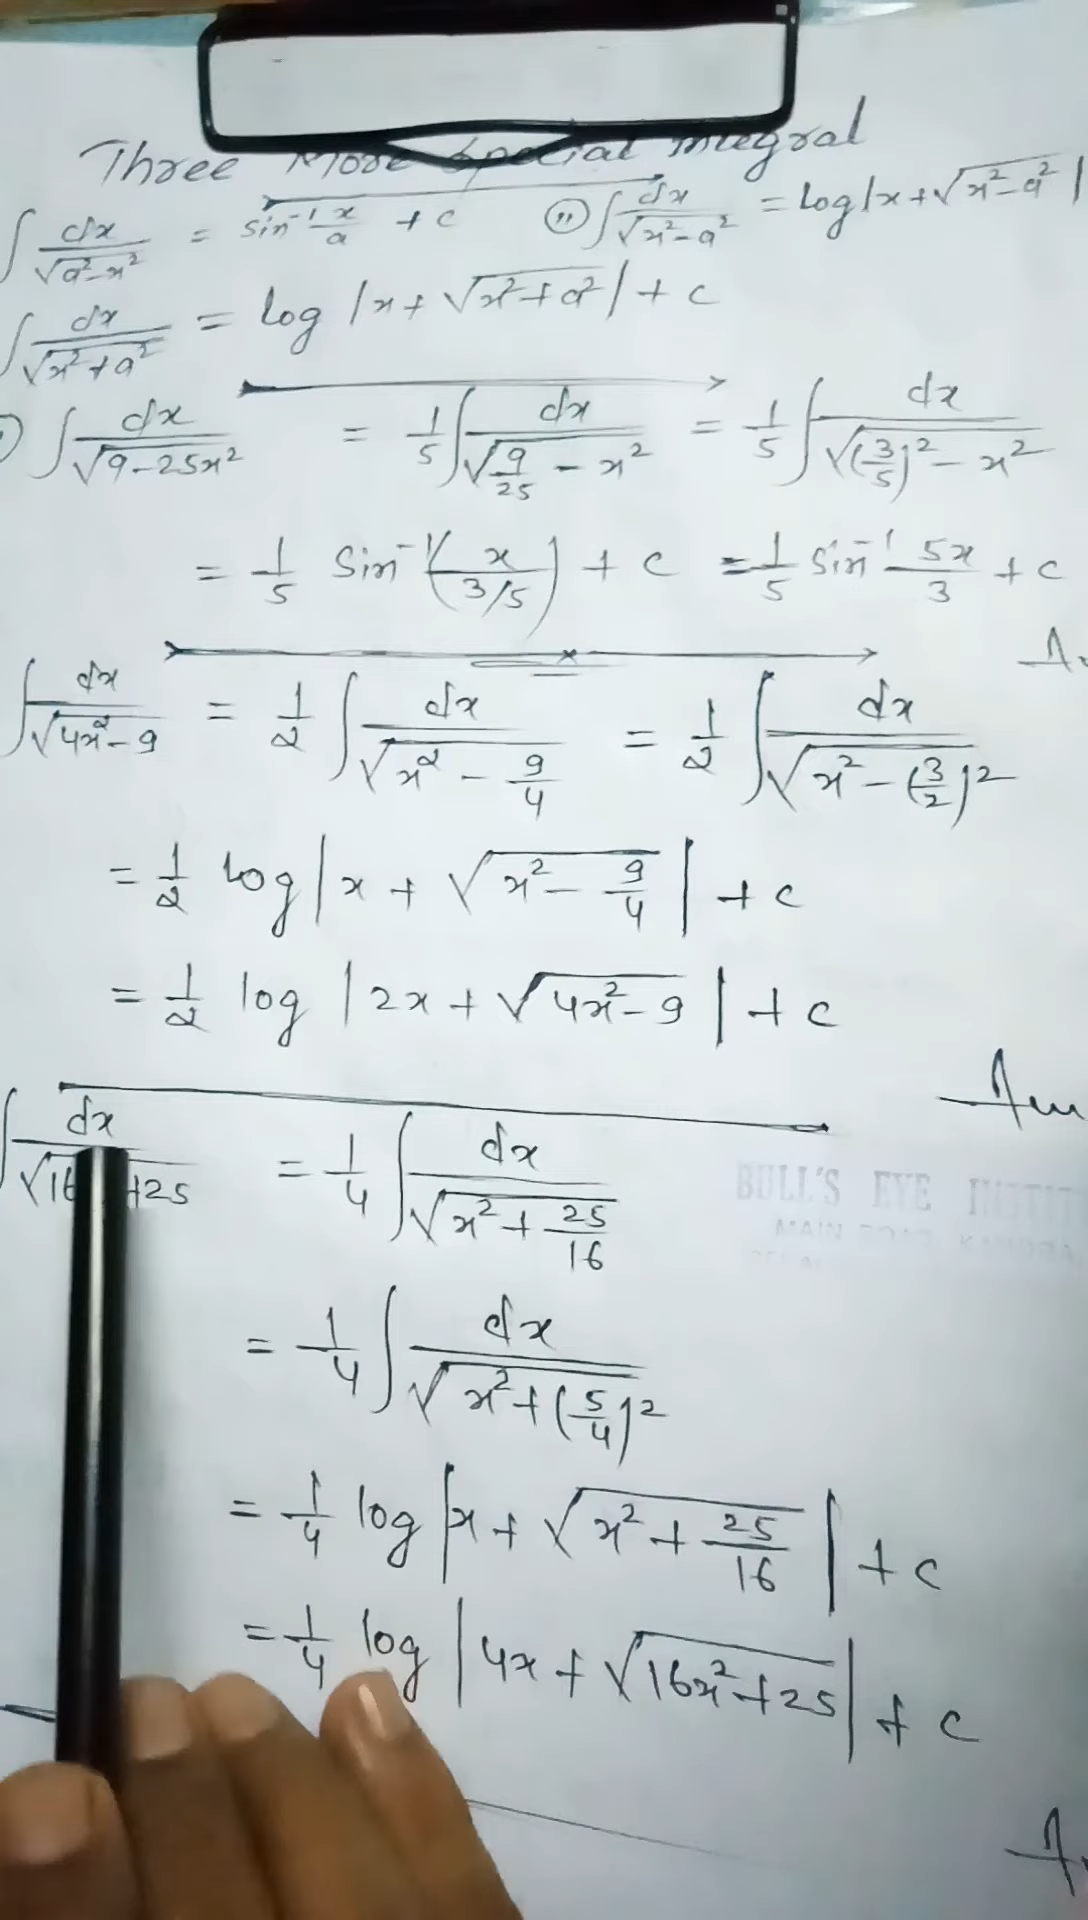 Three More Special Integral
∫ dx/√(a²-x²) = sin⁻¹ x/a + c   (ii) ∫ dx/√(x²-a²) = log|x+√(x²-a²)|
∫ dx/√(x²+a²) = log |x+ √(x²+a²)| + c
∫ dx/√(9-25x²) = 1/5 ∫ dx/√(9/25 - x²) = 1/5 ∫ dx/√((3/5)² - x²)
= 1/5 Sin⁻¹(x/(3/5)) + c = 1/5 Sin⁻¹ 5x/3 + c
∫ dx/√(4x²-9) = 1/2 ∫ dx/√(x² - 9/4) = 1/2 ∫ dx/√(x² - (3/2)²)
= 1/2 log |x + √(x² - 9/4)| + c
= 1/2 log |2x + √(4x²-9)| + c
∫ dx/√(16 +25) = 1/4 ∫ dx/√(x² + 25/16)
BULL'S EYE
MAIN
= 1/4 ∫ dx/√(x² + (5/4)²)
= 1/4 log |x + √(x² + 25/16)| + c
= 1/4 log |4x + √(16x²+25)| + c